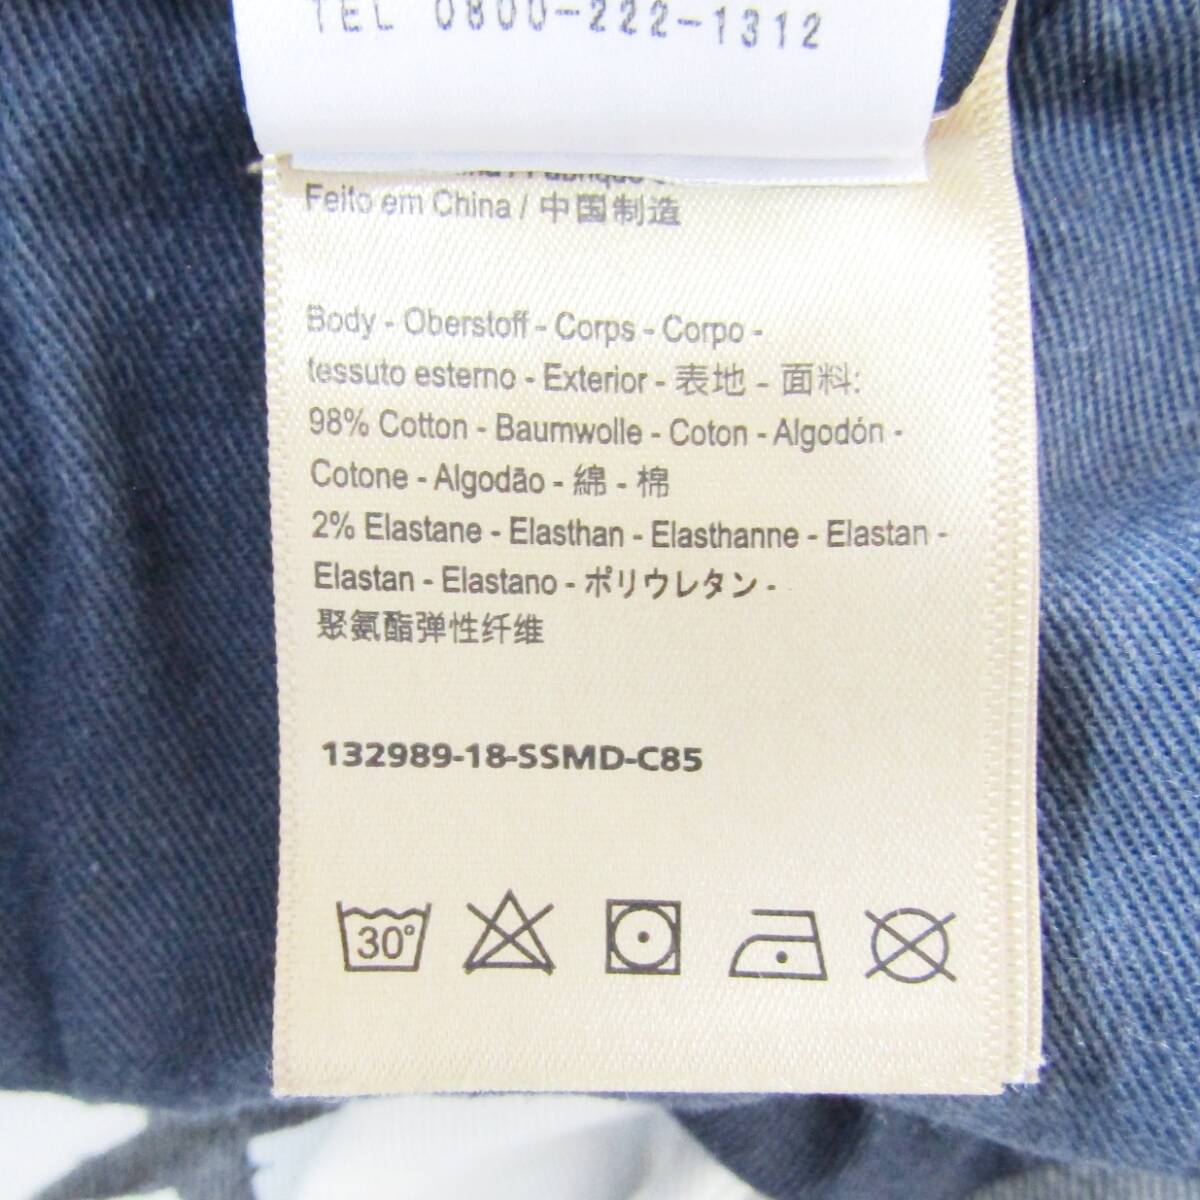 TEL 0800-222-1312
Feito em China / 中国制造
Body - Oberstoff - Corps - Corpo -
tessuto esterno - Exterior - 表地 - 面料:
98% Cotton - Baumwolle - Coton - Algodón -
Cotone - Algodão - 綿 - 棉
2% Elastane - Elasthan - Elasthanne - Elastan -
Elastan - Elastano - ポリウレタン -
聚氨酯弹性纤维
132989-18-SSMD-C85
30°